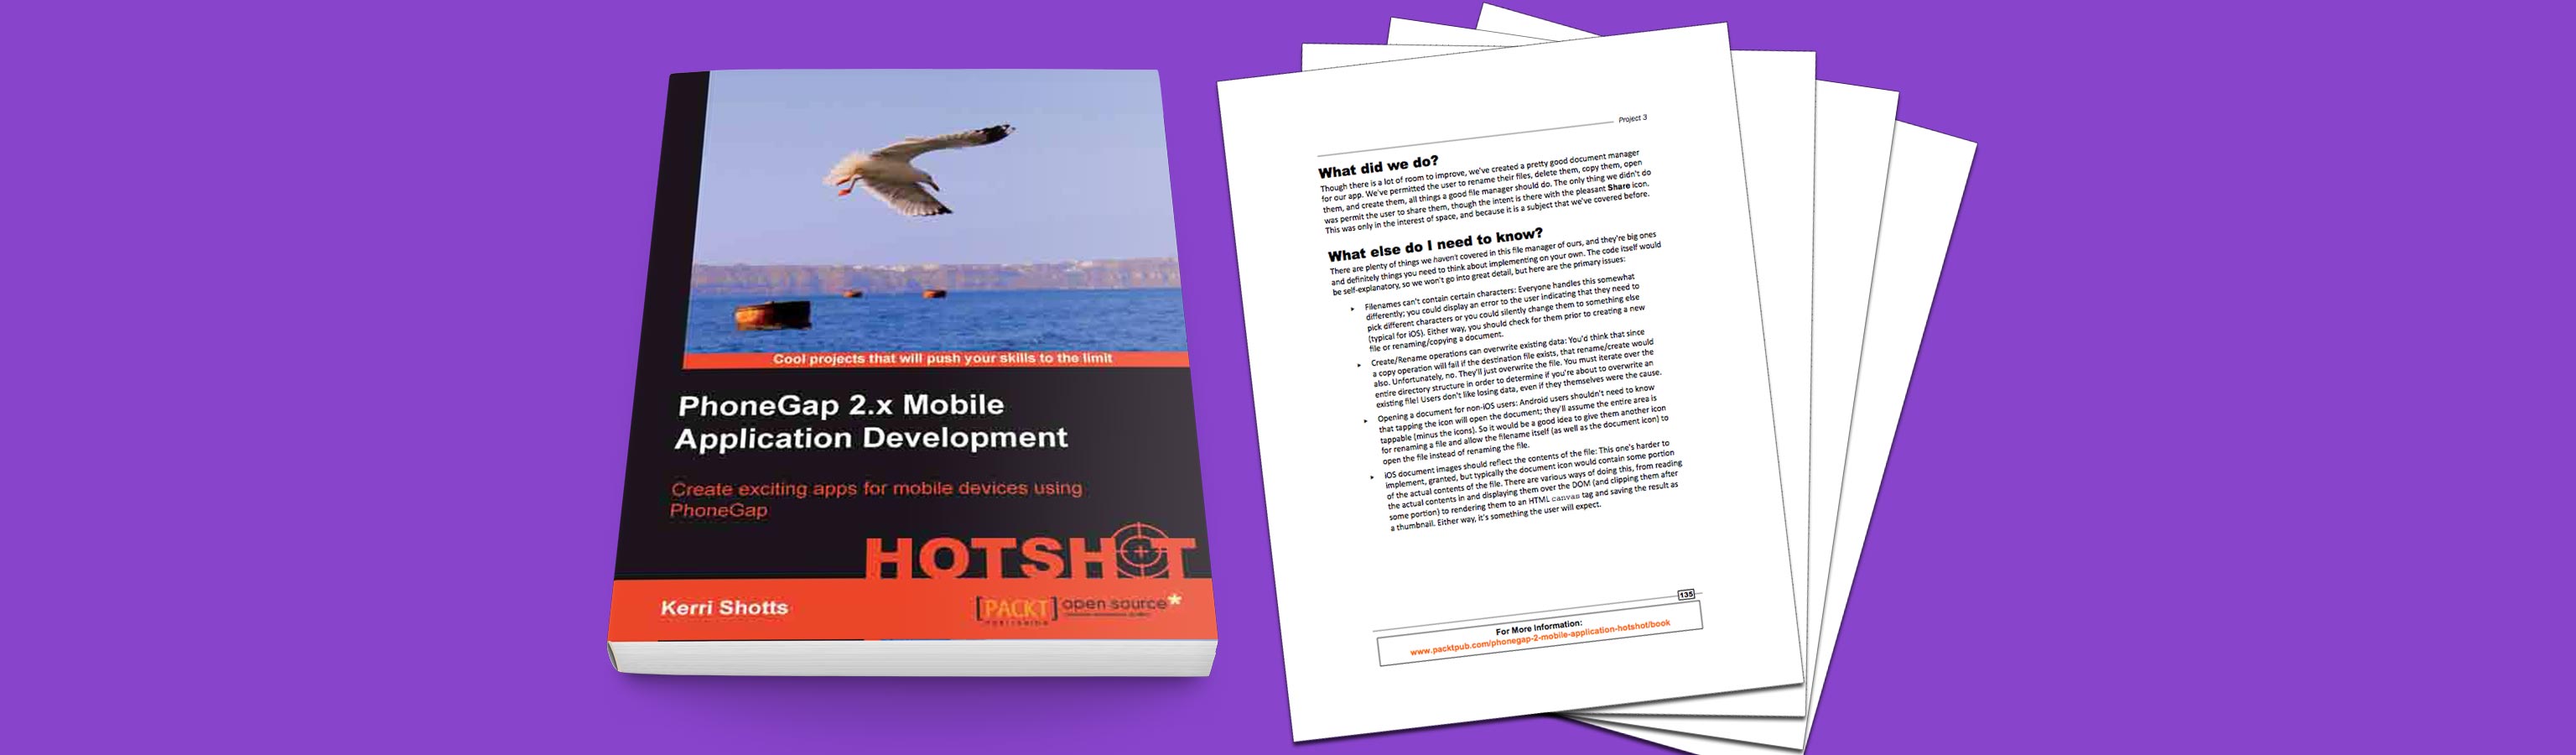 Cool projects that will push your skills to the limit
PhoneGap 2.x Mobile
Application Development
Create exciting apps for mobile devices using
PhoneGap
HOTSHOT
Kerri Shotts
[PACKT] open source*
PUBLISHING
Project 3
What did we do?
Though there is a lot of room to improve, we've created a pretty good document manager
for our app. We've permitted the user to rename their files, delete them, copy them, open
them, and create them, all things a good file manager should do. The only thing we didn't do
was permit the user to share them, though the intent is there with the pleasant Share icon.
This was only in the interest of space, and because it is a subject that we've covered before.
What else do I need to know?
There are plenty of things we haven't covered in this file manager of ours, and they're big ones
and definitely things you need to think about implementing on your own. The code itself would
be self-explanatory, so we won't go into great detail, but here are the primary issues:
▸ Filenames can't contain certain characters: Everyone handles this somewhat
differently; you could display an error to the user indicating that they need to
pick different characters or you could silently change them to something else
(typical for iOS). Either way, you should check for them prior to creating a new
file or renaming/copying a document.
▸ Create/Rename operations can overwrite existing data: You'd think that since
a copy operation will fail if the destination file exists, that rename/create would
also. Unfortunately, no. They'll just overwrite the file. You must iterate over the
entire directory structure in order to determine if you're about to overwrite an
existing file! Users don't like losing data, even if they themselves were the cause.
▸ Opening a document for non-iOS users: Android users shouldn't need to know
that tapping the icon will open the document; they'll assume the entire area is
tappable (minus the icons). So it would be a good idea to give them another icon
for renaming a file and allow the filename itself (as well as the document icon) to
open the file instead of renaming the file.
▸ iOS document images should reflect the contents of the file: This one's harder to
implement, granted, but typically the document icon would contain some portion
of the actual contents of the file. There are various ways of doing this, from reading
the actual contents in and displaying them over the DOM (and clipping them after
some portion) to rendering them to an HTML canvas tag and saving the result as
a thumbnail. Either way, it's something the user will expect.
135
For More Information:
www.packtpub.com/phonegap-2-mobile-application-hotshot/book